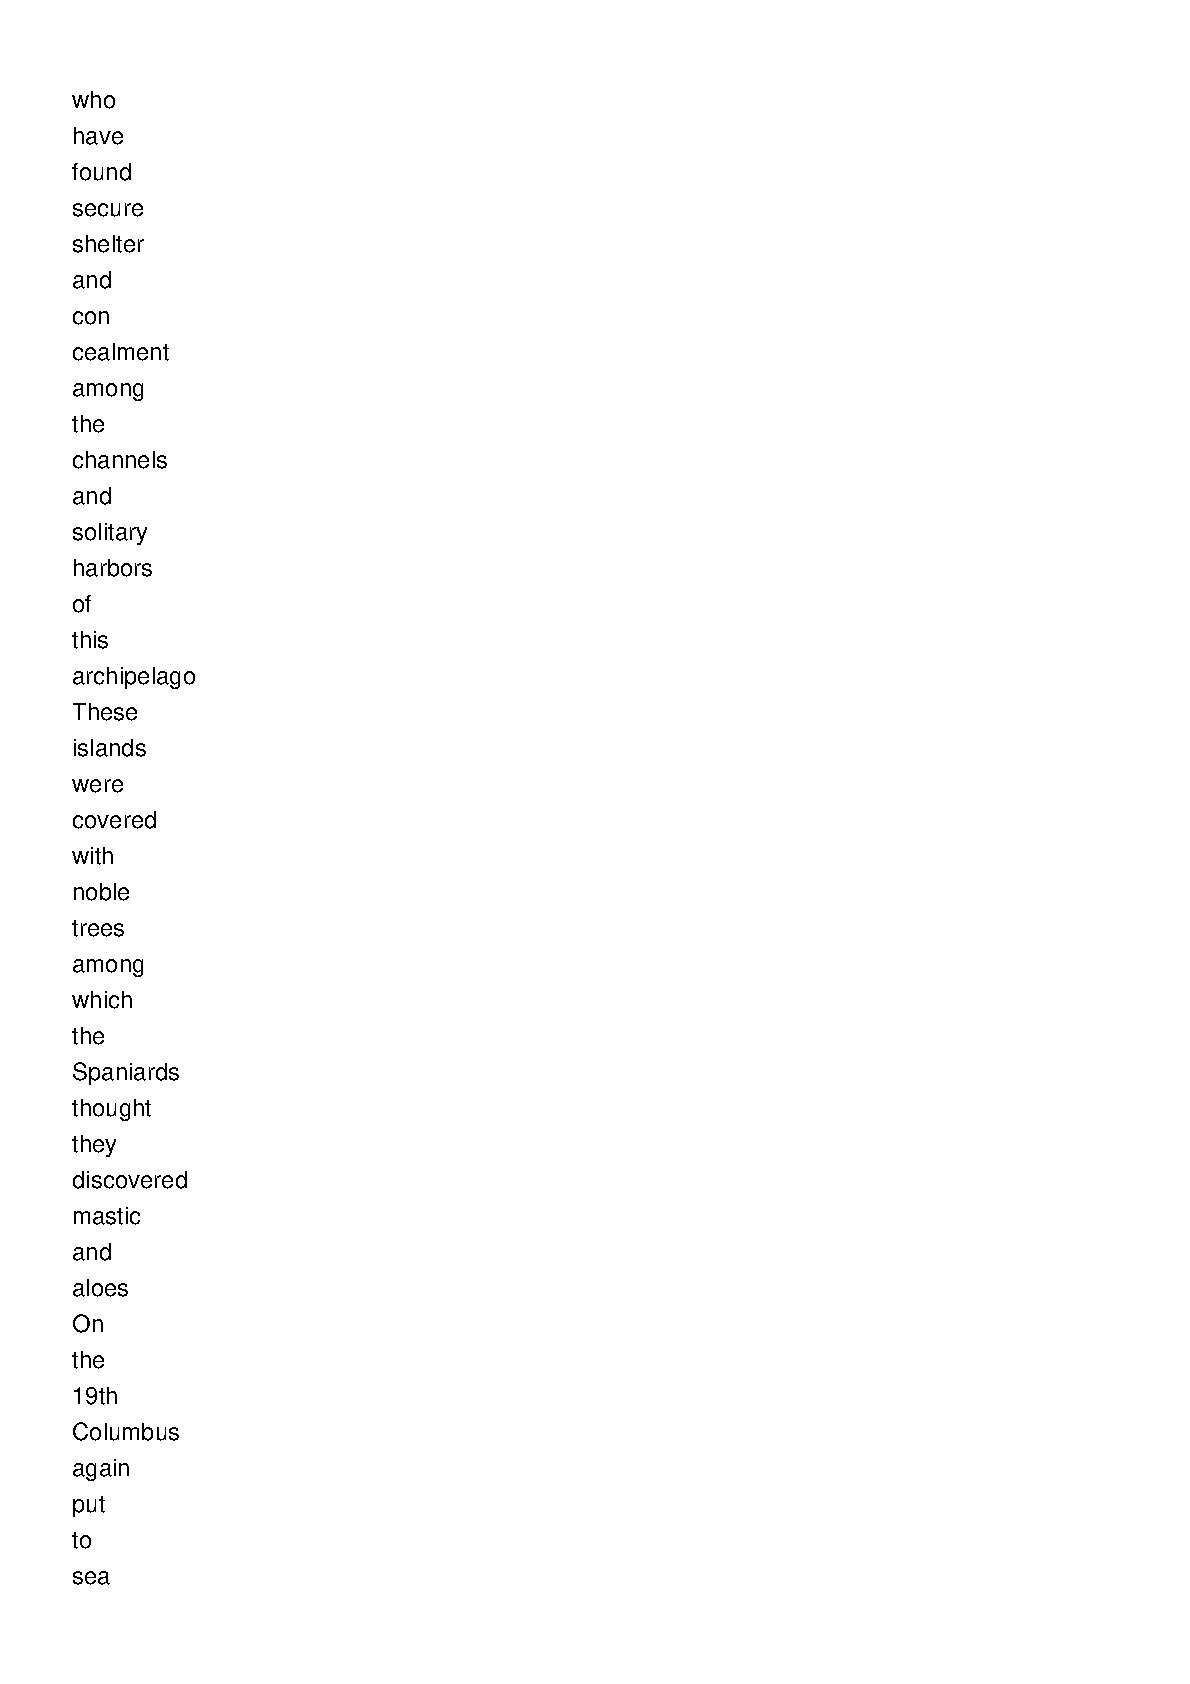 who
have
found
secure
shelter
and
con
cealment
among
the
channels
and
solitary
harbors
of
this
archipelago
These
islands
were
covered
with
noble
trees
among
which
the
Spaniards
thought
they
discovered
mastic
and
aloes
On
the
19th
Columbus
again
put
to
sea